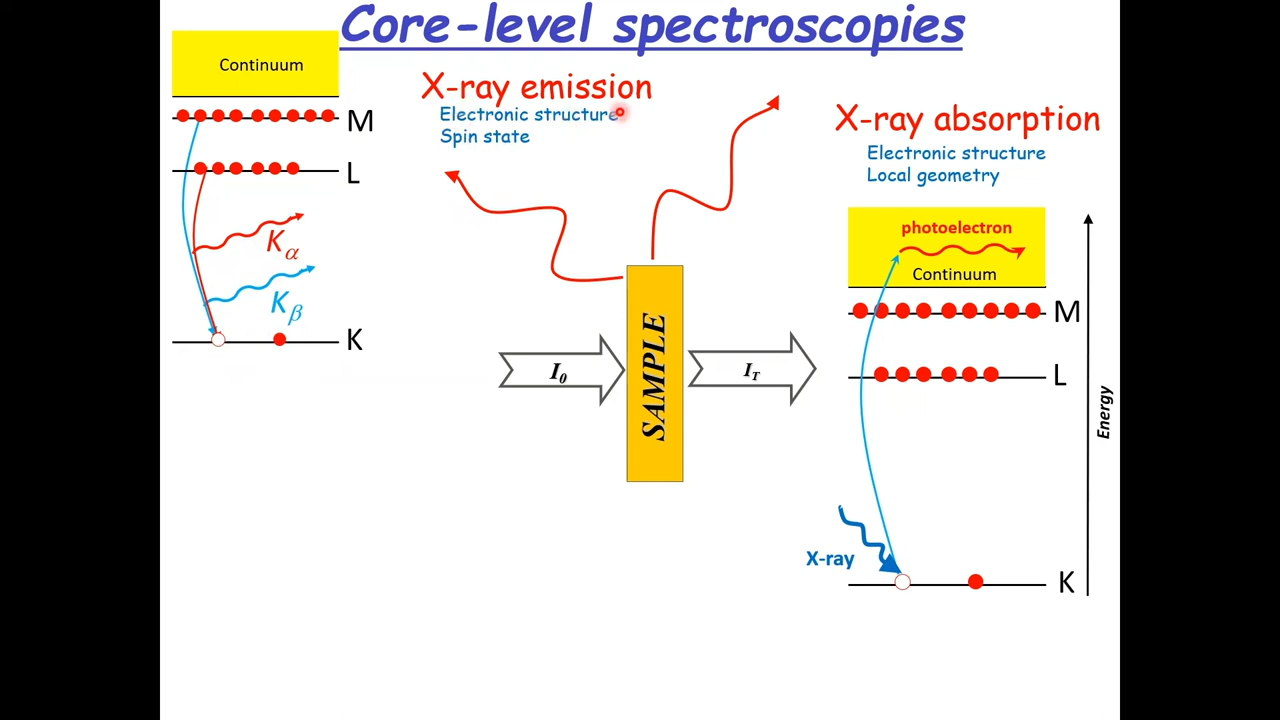 Core-level spectroscopies
Continuum
M
L
Kα
Kβ
K
X-ray emission
Electronic structure
Spin state
I0
SAMPLE
IT
X-ray absorption
Electronic structure
Local geometry
photoelectron
Continuum
M
L
Energy
X-ray
K